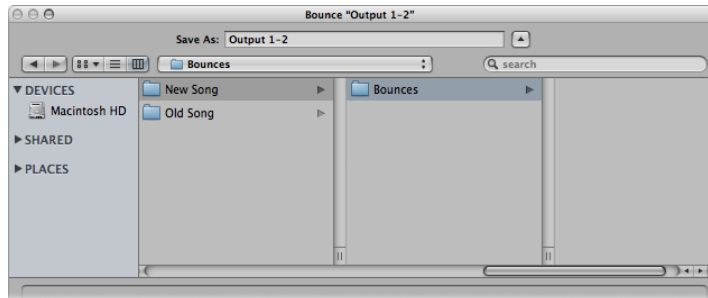 Bounce "Output 1-2"
Save As: Output 1-2
Bounces
search
DEVICES
New Song
Bounces
Macintosh HD
Old Song
SHARED
PLACES